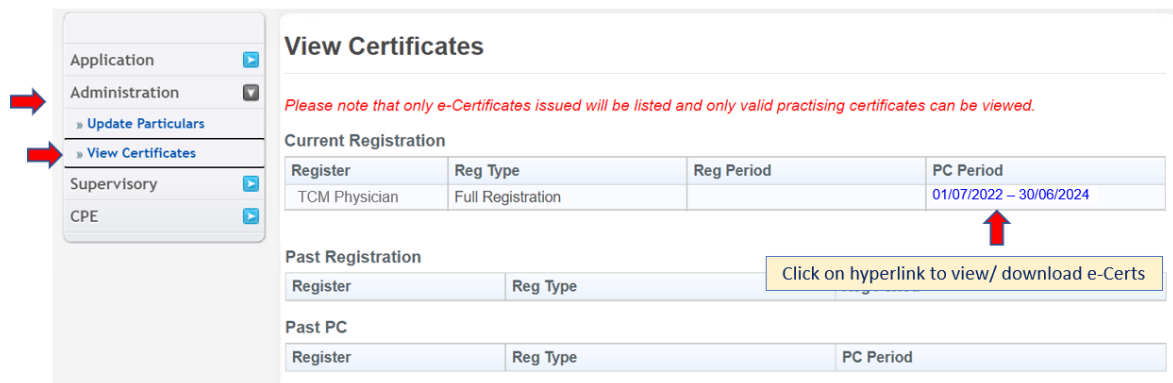 Application
Administration
» Update Particulars
» View Certificates
Supervisory
CPE
View Certificates
Please note that only e-Certificates issued will be listed and only valid practising certificates can be viewed.
Current Registration
Register Reg Type Reg Period PC Period
TCM Physician Full Registration 01/07/2022 – 30/06/2024
Click on hyperlink to view/ download e-Certs
Past Registration
Register Reg Type
Past PC
Register Reg Type PC Period